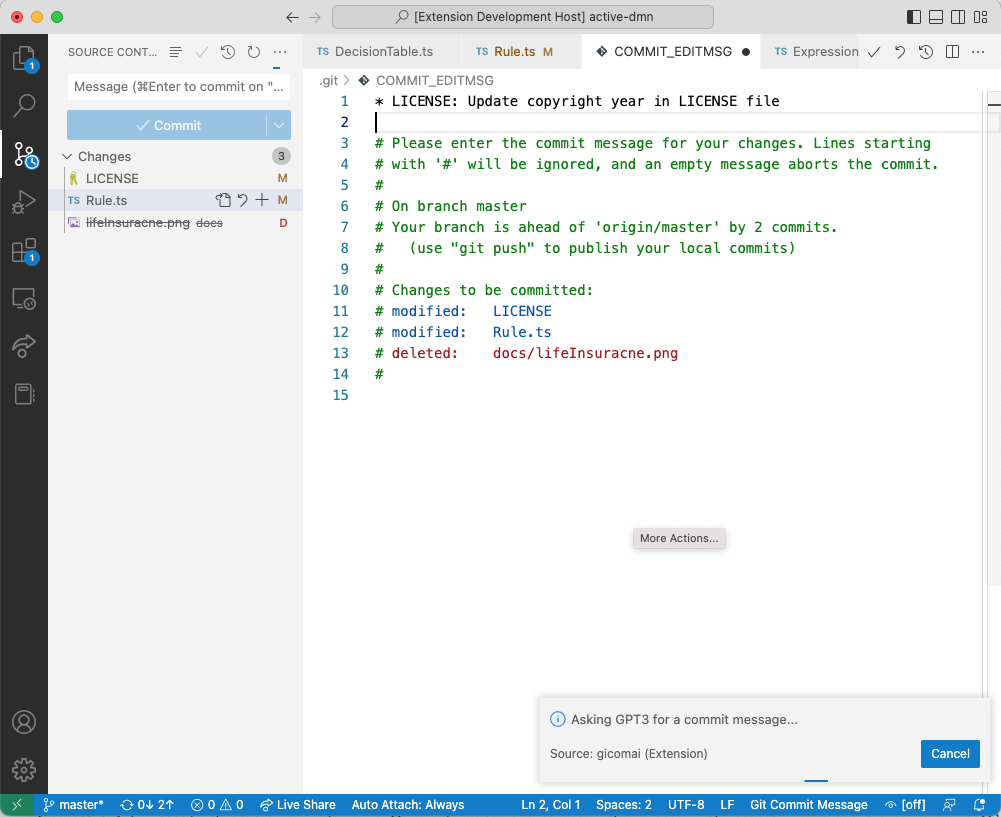 [Extension Development Host] active-dmn
SOURCE CONT...
TS DecisionTable.ts
TS Rule.ts M
COMMIT_EDITMSG
TS Expression
Message (⌘Enter to commit on "...
.git > COMMIT_EDITMSG
Commit
Changes 3
LICENSE M
TS Rule.ts M
lifeInsuracne.png docs D
1
1
1 * LICENSE: Update copyright year in LICENSE file
2
3 # Please enter the commit message for your changes. Lines starting
4 # with '#' will be ignored, and an empty message aborts the commit.
5 #
6 # On branch master
7 # Your branch is ahead of 'origin/master' by 2 commits.
8 #   (use "git push" to publish your local commits)
9 #
10 # Changes to be committed:
11 # modified:   LICENSE
12 # modified:   Rule.ts
13 # deleted:    docs/lifeInsuracne.png
14 #
15
More Actions...
Asking GPT3 for a commit message...
Source: gicomai (Extension)
Cancel
master* 0↓ 2↑ 0 0 Live Share Auto Attach: Always Ln 2, Col 1 Spaces: 2 UTF-8 LF Git Commit Message [off]